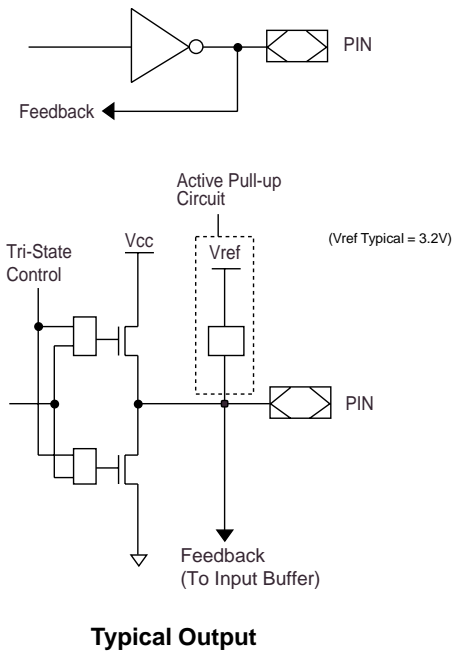 PIN
Feedback
Active Pull-up
Circuit
(Vref Typical = 3.2V)
Vcc
Vref
Tri-State
Control
PIN
Feedback
(To Input Buffer)
Typical Output